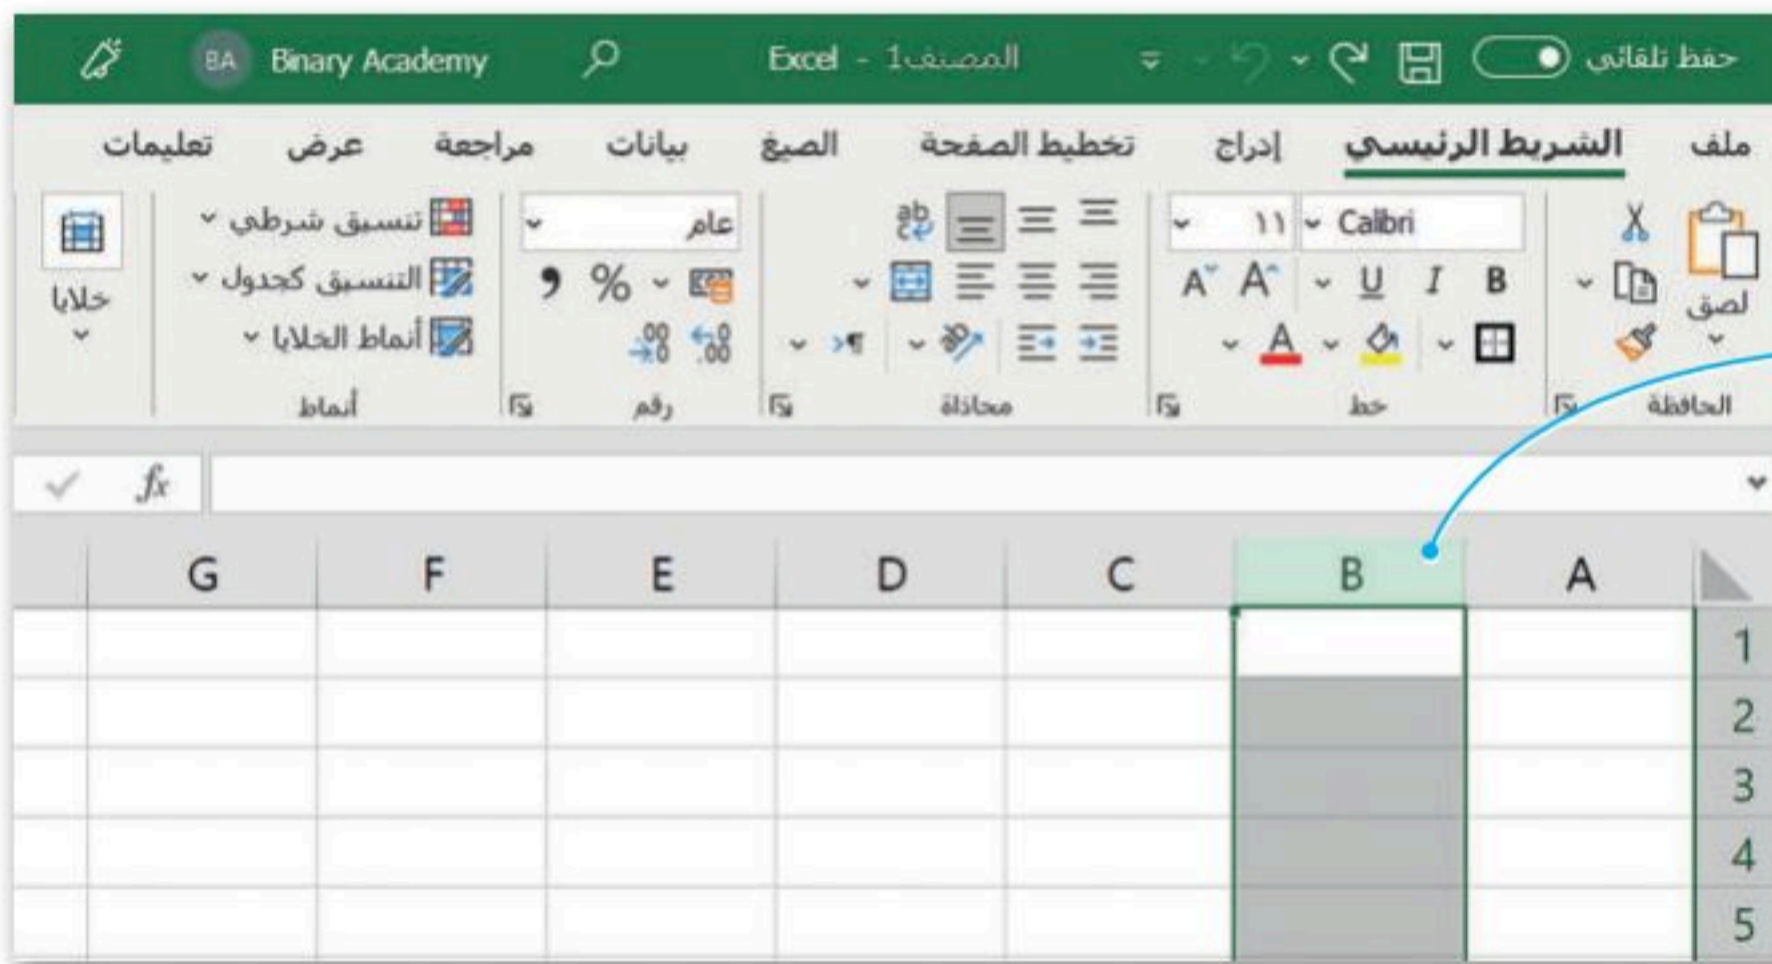 حفظ تلقائي المصنف1 - Excel Binary Academy BA
ملف الشريط الرئيسي إدراج تخطيط الصفحة الصيغ بيانات مراجعة عرض تعليمات
لصق Calibri ١١ ab c عام تنسيق شرطي خلايا
B I U A A % , التنسيق كجدول
A ab أنماط الخلايا
الحافظة خط محاذاة رقم أنماط
fx
A B C D E F G
1
2
3
4
5